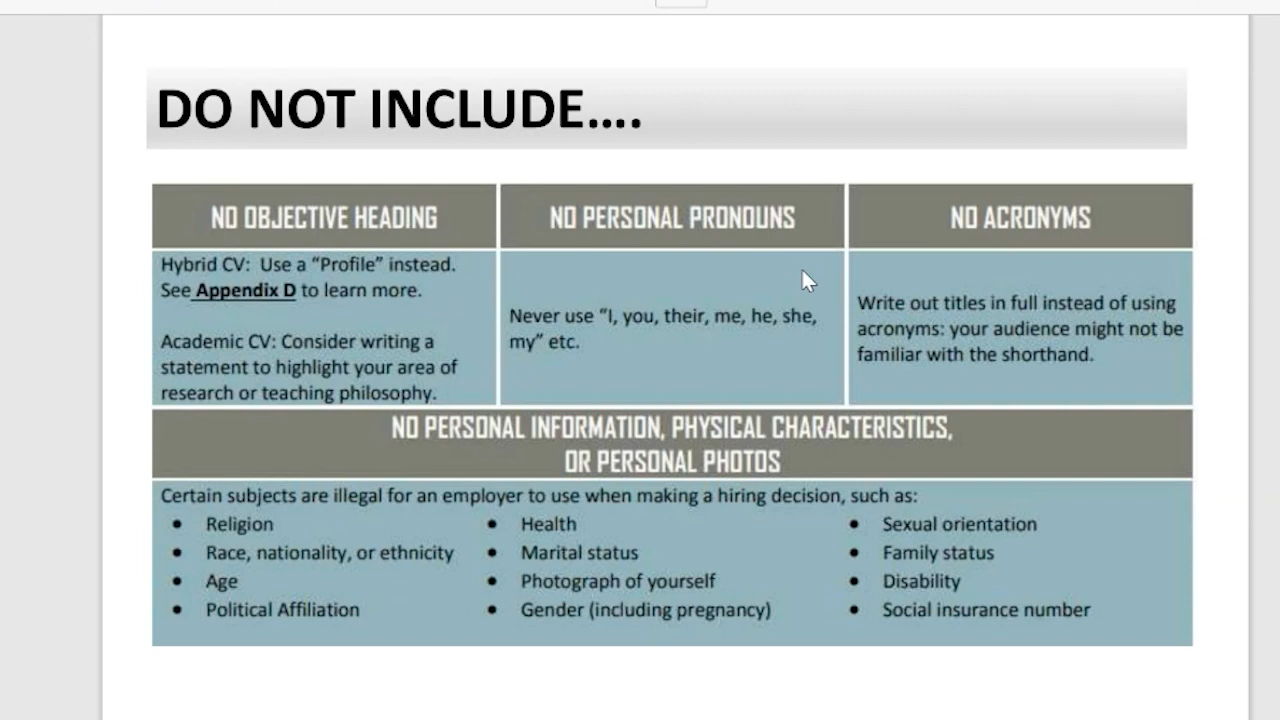 DO NOT INCLUDE....
NO OBJECTIVE HEADING
NO PERSONAL PRONOUNS
NO ACRONYMS
Hybrid CV: Use a “Profile” instead.
See Appendix D to learn more.
Academic CV: Consider writing a
statement to highlight your area of
research or teaching philosophy.
Never use “I, you, their, me, he, she,
my” etc.
Write out titles in full instead of using
acronyms: your audience might not be
familiar with the shorthand.
NO PERSONAL INFORMATION, PHYSICAL CHARACTERISTICS,
OR PERSONAL PHOTOS
Certain subjects are illegal for an employer to use when making a hiring decision, such as:
• Religion
• Race, nationality, or ethnicity
• Age
• Political Affiliation
• Health
• Marital status
• Photograph of yourself
• Gender (including pregnancy)
• Sexual orientation
• Family status
• Disability
• Social insurance number